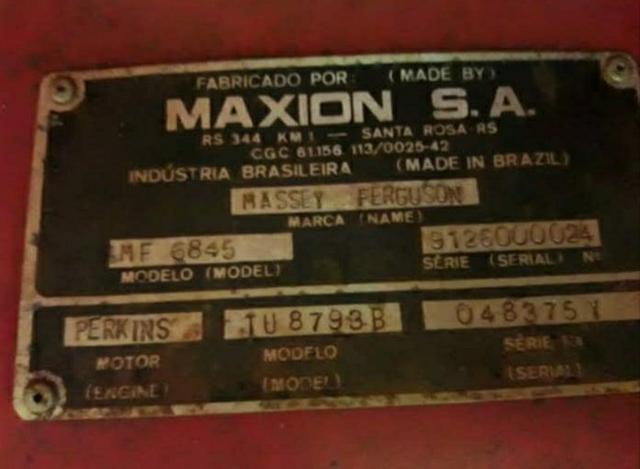 FABRICADO POR: (MADE BY)
MAXION S.A.
RS 344 KM 1 — SANTA ROSA-RS
CGC 61.156 113/0025-42
INDÚSTRIA BRASILEIRA (MADE IN BRAZIL)
MASSEY FERGUSON
MARCA (NAME)
MF 6845 9126000024
MODELO (MODEL) SÉRIE (SERIAL) Nº
PERKINS TU8793B 048375Y
MOTOR MODELO SÉRIE Nº
(ENGINE) (MODEL) (SERIAL)